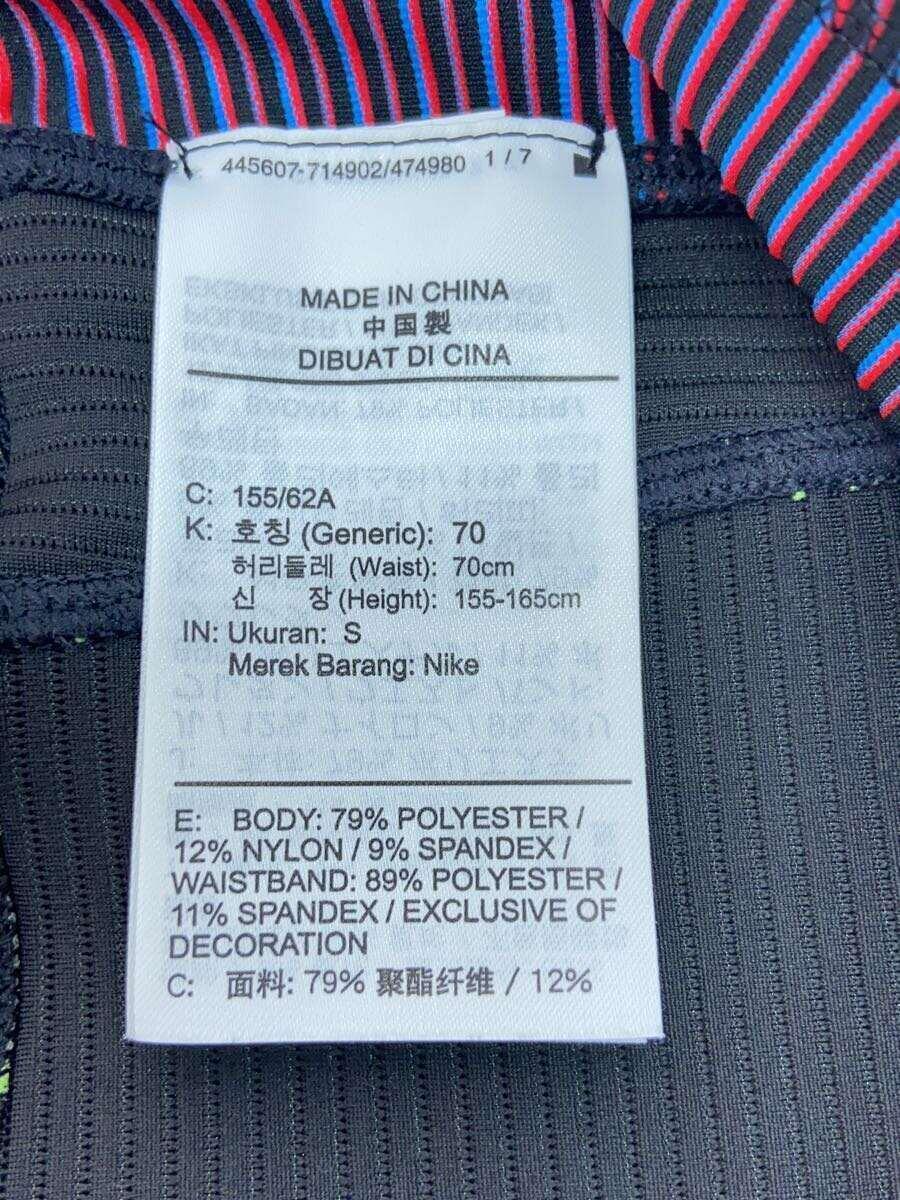 445607-714902/474980 1 / 7
MADE IN CHINA
中国製
DIBUAT DI CINA
C: 155/62A
K: 호칭 (Generic): 70
허리둘레 (Waist): 70cm
신 장 (Height): 155-165cm
IN: Ukuran: S
Merek Barang: Nike
E: BODY: 79% POLYESTER /
12% NYLON / 9% SPANDEX /
WAISTBAND: 89% POLYESTER /
11% SPANDEX / EXCLUSIVE OF
DECORATION
C: 面料: 79% 聚酯纤维 / 12%